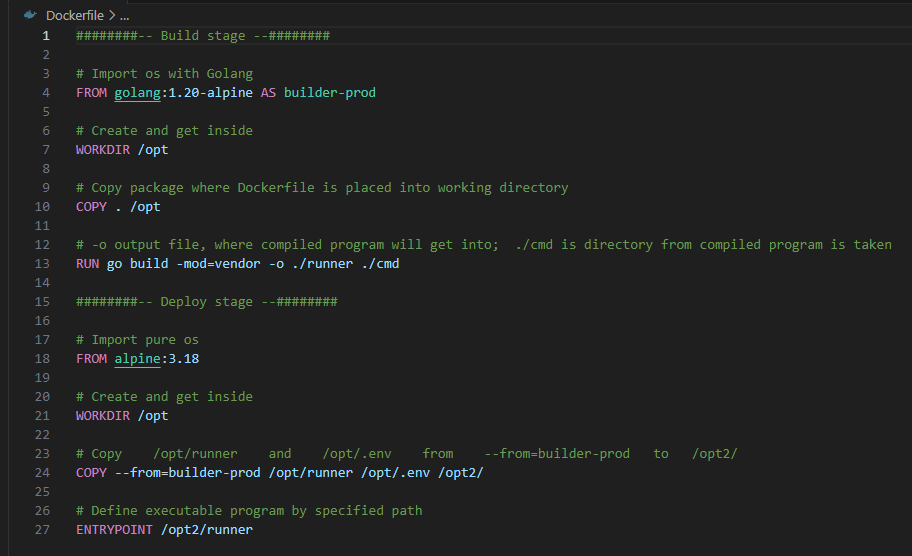 Dockerfile > ...
1 ########-- Build stage --########
2
3 # Import os with Golang
4 FROM golang:1.20-alpine AS builder-prod
5
6 # Create and get inside
7 WORKDIR /opt
8
9 # Copy package where Dockerfile is placed into working directory
10 COPY . /opt
11
12 # -o output file, where compiled program will get into;  ./cmd is directory from compiled program is taken
13 RUN go build -mod=vendor -o ./runner ./cmd
14
15 ########-- Deploy stage --########
16
17 # Import pure os
18 FROM alpine:3.18
19
20 # Create and get inside
21 WORKDIR /opt
22
23 # Copy    /opt/runner    and    /opt/.env    from    --from=builder-prod   to   /opt2/
24 COPY --from=builder-prod /opt/runner /opt/.env /opt2/
25
26 # Define executable program by specified path
27 ENTRYPOINT /opt2/runner